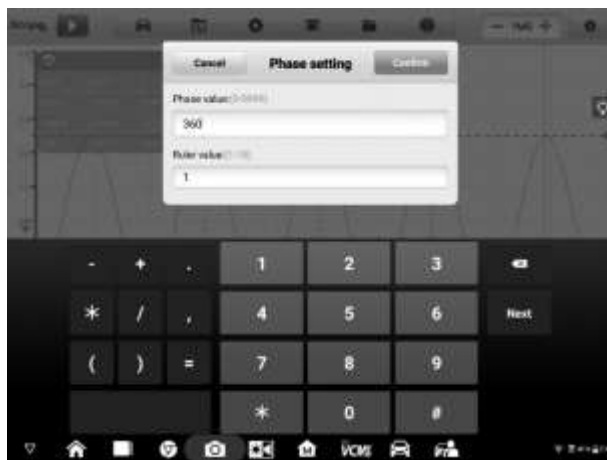 Cancel Phase setting Confirm
Phase value
360
Ruler value
1
- + . 1 2 3
* / , 4 5 6 Next
( ) = 7 8 9
* 0 #
M VCMI